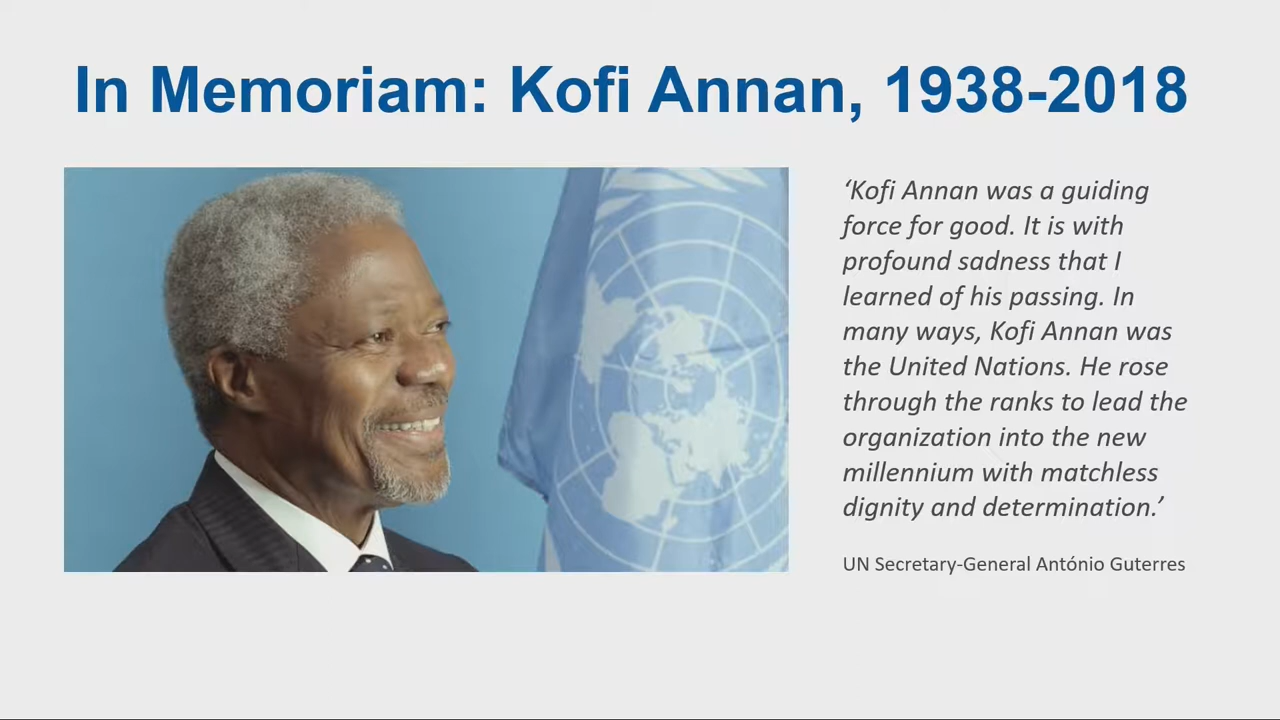 In Memoriam: Kofi Annan, 1938-2018
‘Kofi Annan was a guiding
force for good. It is with
profound sadness that I
learned of his passing. In
many ways, Kofi Annan was
the United Nations. He rose
through the ranks to lead the
organization into the new
millennium with matchless
dignity and determination.’
UN Secretary-General António Guterres